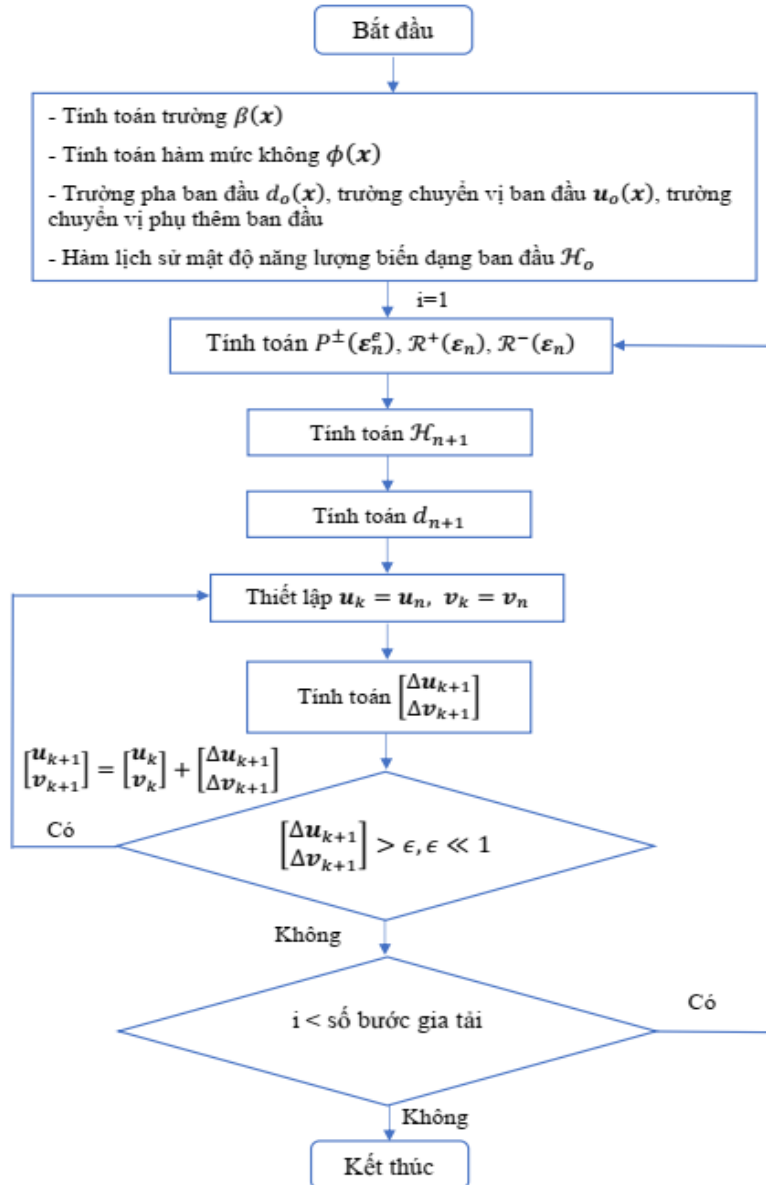 Bắt đầu
- Tính toán trường β(x)
- Tính toán hàm mức không ϕ(x)
- Trường pha ban đầu dₒ(x), trường chuyển vị ban đầu uₒ(x), trường
chuyển vị phụ thêm ban đầu
- Hàm lịch sử mật độ năng lượng biến dạng ban đầu ℋₒ
i=1
Tính toán P^±(ε_n^e), ℛ^+(ε_n), ℛ^−(ε_n)
Tính toán ℋ_{n+1}
Tính toán d_{n+1}
Thiết lập u_k = u_n, v_k = v_n
Tính toán [Δu_{k+1} / Δv_{k+1}]
[u_{k+1} / v_{k+1}] = [u_k / v_k] + [Δu_{k+1} / Δv_{k+1}]
Có
[Δu_{k+1} / Δv_{k+1}] > ϵ, ϵ ≪ 1
Không
i < số bước gia tải
Có
Không
Kết thúc